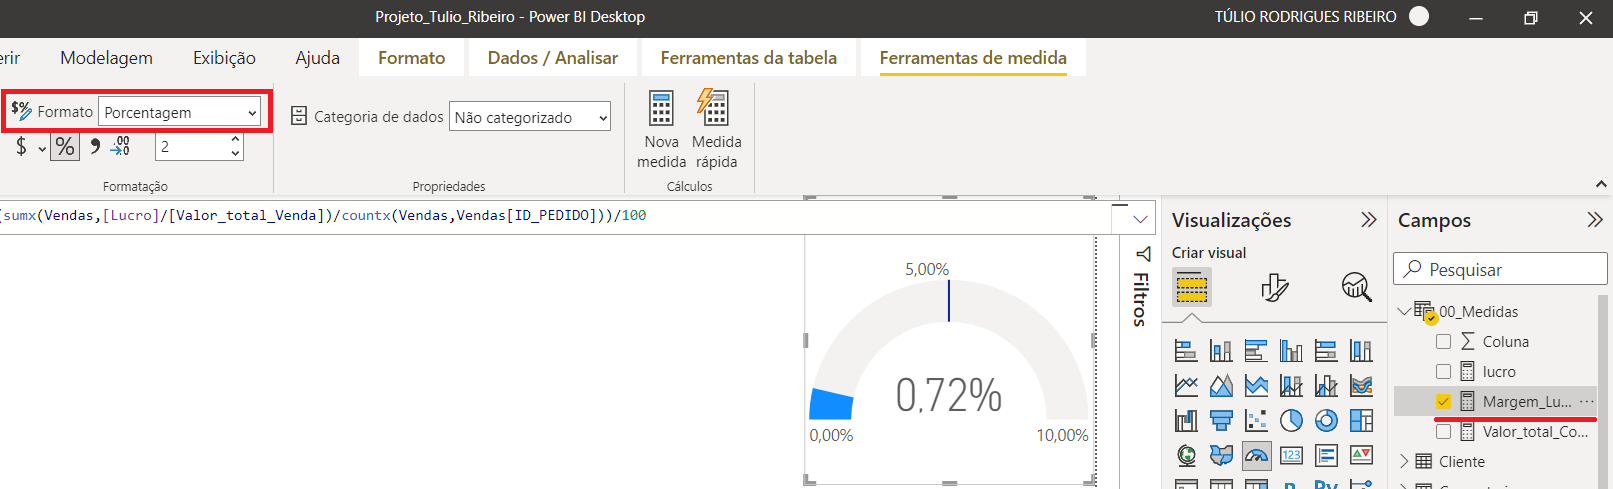 Projeto_Tulio_Ribeiro - Power BI Desktop
TÚLIO RODRIGUES RIBEIRO
Modelagem
Exibição
Ajuda
Formato
Dados / Analisar
Ferramentas da tabela
Ferramentas de medida
$% Formato Porcentagem
$ % , .00 .0 2
Formatação
Categoria de dados Não categorizado
Propriedades
Nova medida
Medida rápida
Cálculos
(sumx(Vendas,[Lucro]/[Valor_total_Venda])/countx(Vendas,Vendas[ID_PEDIDO]))/100
5,00%
0,72%
0,00%
10,00%
Filtros
Visualizações
Criar visual
123
Campos
Pesquisar
00_Medidas
Coluna
lucro
Margem_Lu...
Valor_total_Co...
Cliente